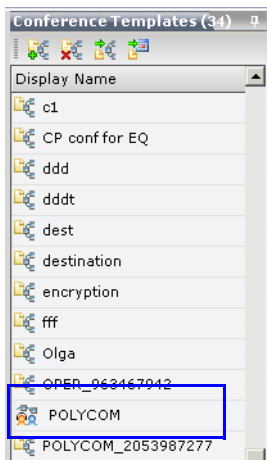 Conference Templates (34)
Display Name
c1
CP conf for EQ
ddd
dddt
dest
destination
encryption
fff
Olga
OPER_963467942
POLYCOM
POLYCOM_2053987277